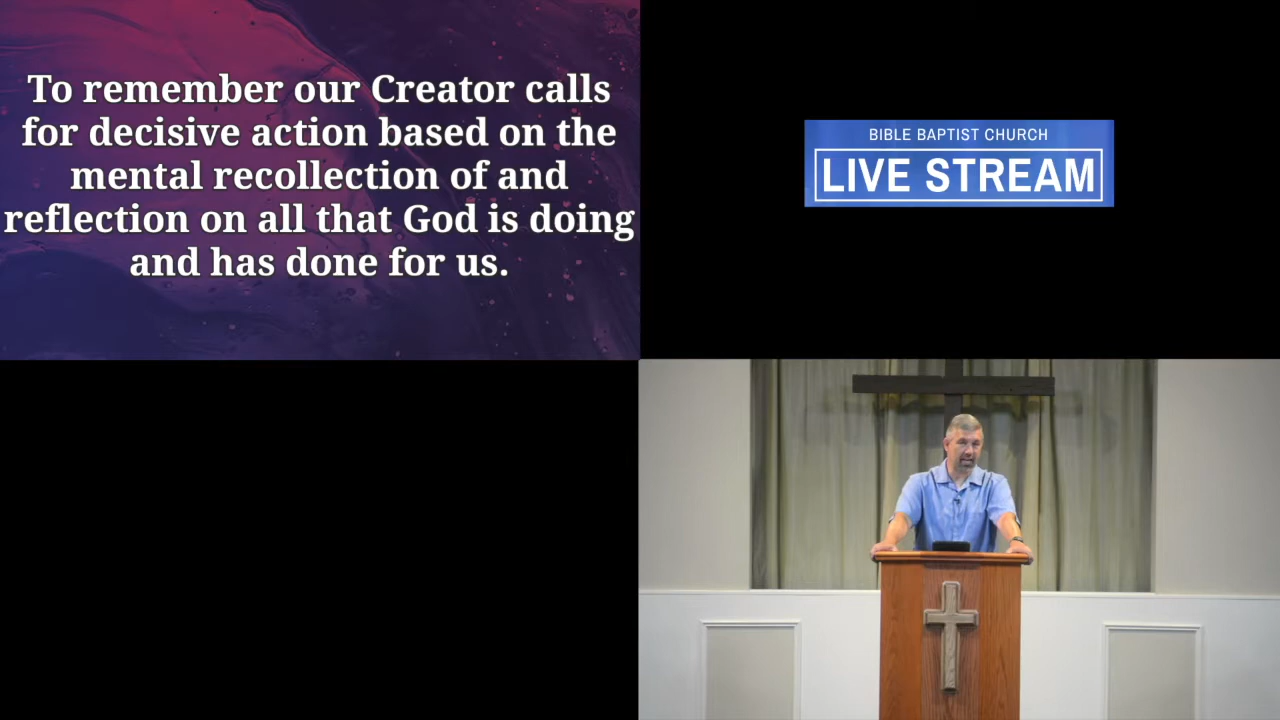 To remember our Creator calls
for decisive action based on the
mental recollection of and
reflection on all that God is doing
and has done for us.
BIBLE BAPTIST CHURCH
LIVE STREAM